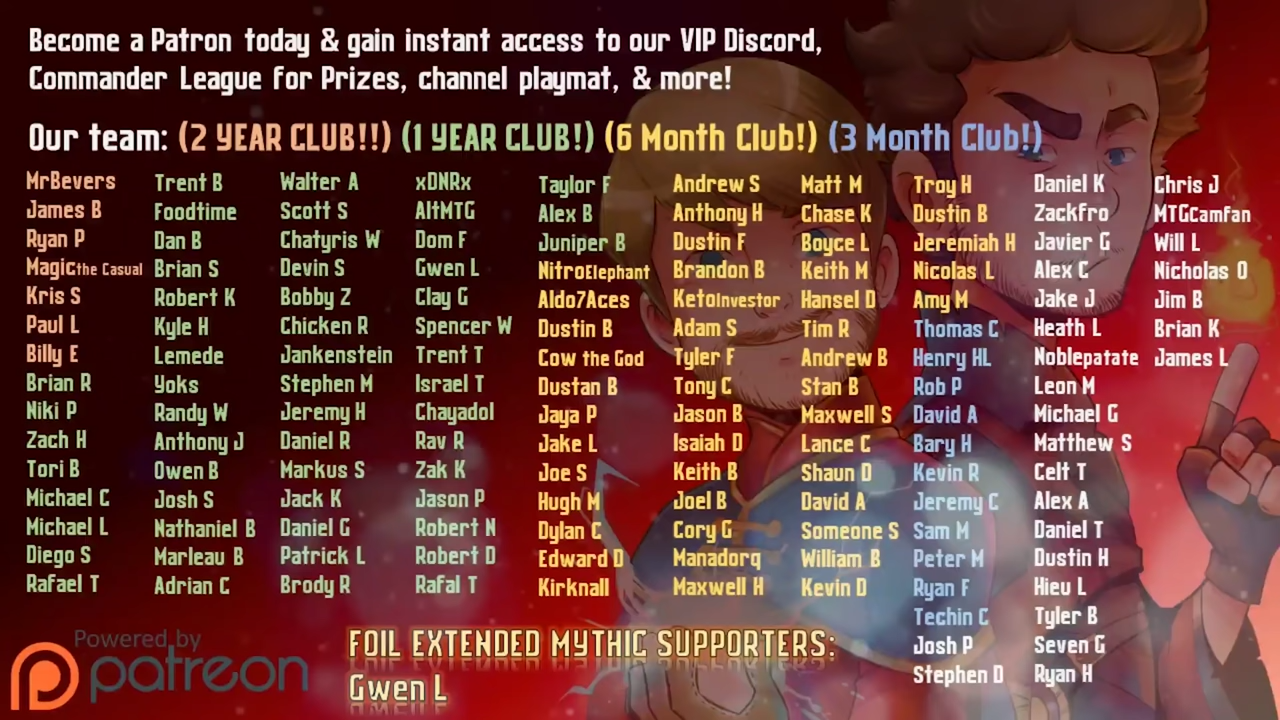 Become a Patron today & gain instant access to our VIP Discord,
Commander League for Prizes, channel playmat, & more!
Our team: (2 YEAR CLUB!!) (1 YEAR CLUB!) (6 Month Club!) (3 Month Club!)
MrBevers
James B
Ryan P
Magic the Casual
Kris S
Paul L
Billy E
Brian R
Niki P
Zach H
Tori B
Michael C
Michael L
Diego S
Rafael T
Trent B
Foodtime
Dan B
Brian S
Robert K
Kyle H
Lemede
Yoks
Randy W
Anthony J
Owen B
Josh S
Nathaniel B
Marleau B
Adrian C
Walter A
Scott S
Chatyris W
Devin S
Bobby Z
Chicken R
Jankenstein
Stephen M
Jeremy H
Daniel R
Markus S
Jack K
Daniel G
Patrick L
Brody R
xDNRx
AltMTG
Dom F
Gwen L
Clay G
Spencer W
Trent T
Israel T
Chayadol
Rav R
Zak K
Jason P
Robert N
Robert D
Rafal T
Taylor F
Alex B
Juniper B
NitroElephant
Aldo7Aces
Dustin B
Cow the God
Dustan B
Jaya P
Jake L
Joe S
Hugh M
Dylan C
Edward D
Kirknall
Andrew S
Anthony H
Dustin F
Brandon B
KetoInvestor
Adam S
Tyler F
Tony C
Jason B
Isaiah D
Keith B
Joel B
Cory G
Manadorq
Maxwell H
Matt M
Chase K
Boyce L
Keith M
Hansel D
Tim R
Andrew B
Stan B
Maxwell S
Lance C
Shaun D
David A
Someone S
William B
Kevin D
Troy H
Dustin B
Jeremiah H
Nicolas L
Amy M
Thomas C
Henry HL
Rob P
David A
Bary H
Kevin R
Jeremy C
Sam M
Peter M
Ryan F
Techin C
Josh P
Stephen D
Daniel K
Zackfro
Javier G
Alex C
Jake J
Heath L
Noblepatate
Leon M
Michael G
Matthew S
Celt T
Alex A
Daniel T
Dustin H
Hieu L
Tyler B
Seven G
Ryan H
Chris J
MTGCamfan
Will L
Nicholas O
Jim B
Brian K
James L
Powered by
patreon
FOIL EXTENDED MYTHIC SUPPORTERS:
Gwen L